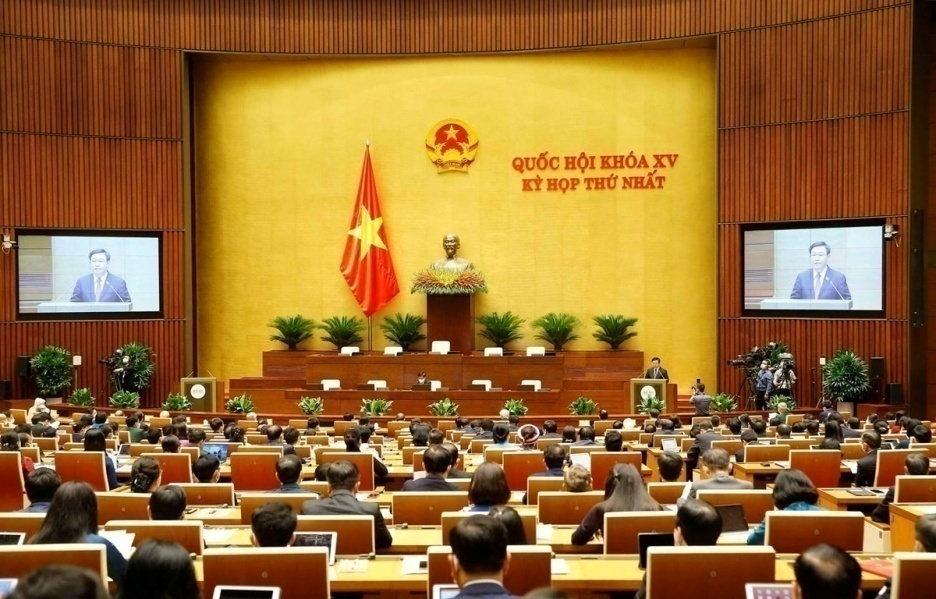 QUỐC HỘI KHÓA XV
KỲ HỌP THỨ NHẤT